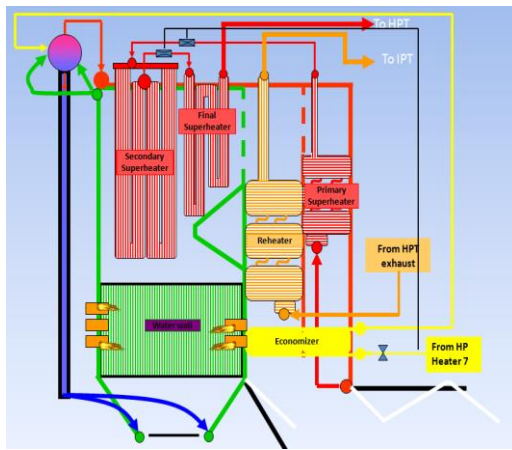 To HPT
To IPT
Final
Superheater
Secondary
Superheater
Primary
Superheater
Reheater
From HPT
exhaust
Water wall
Economizer
From HP
Heater 7